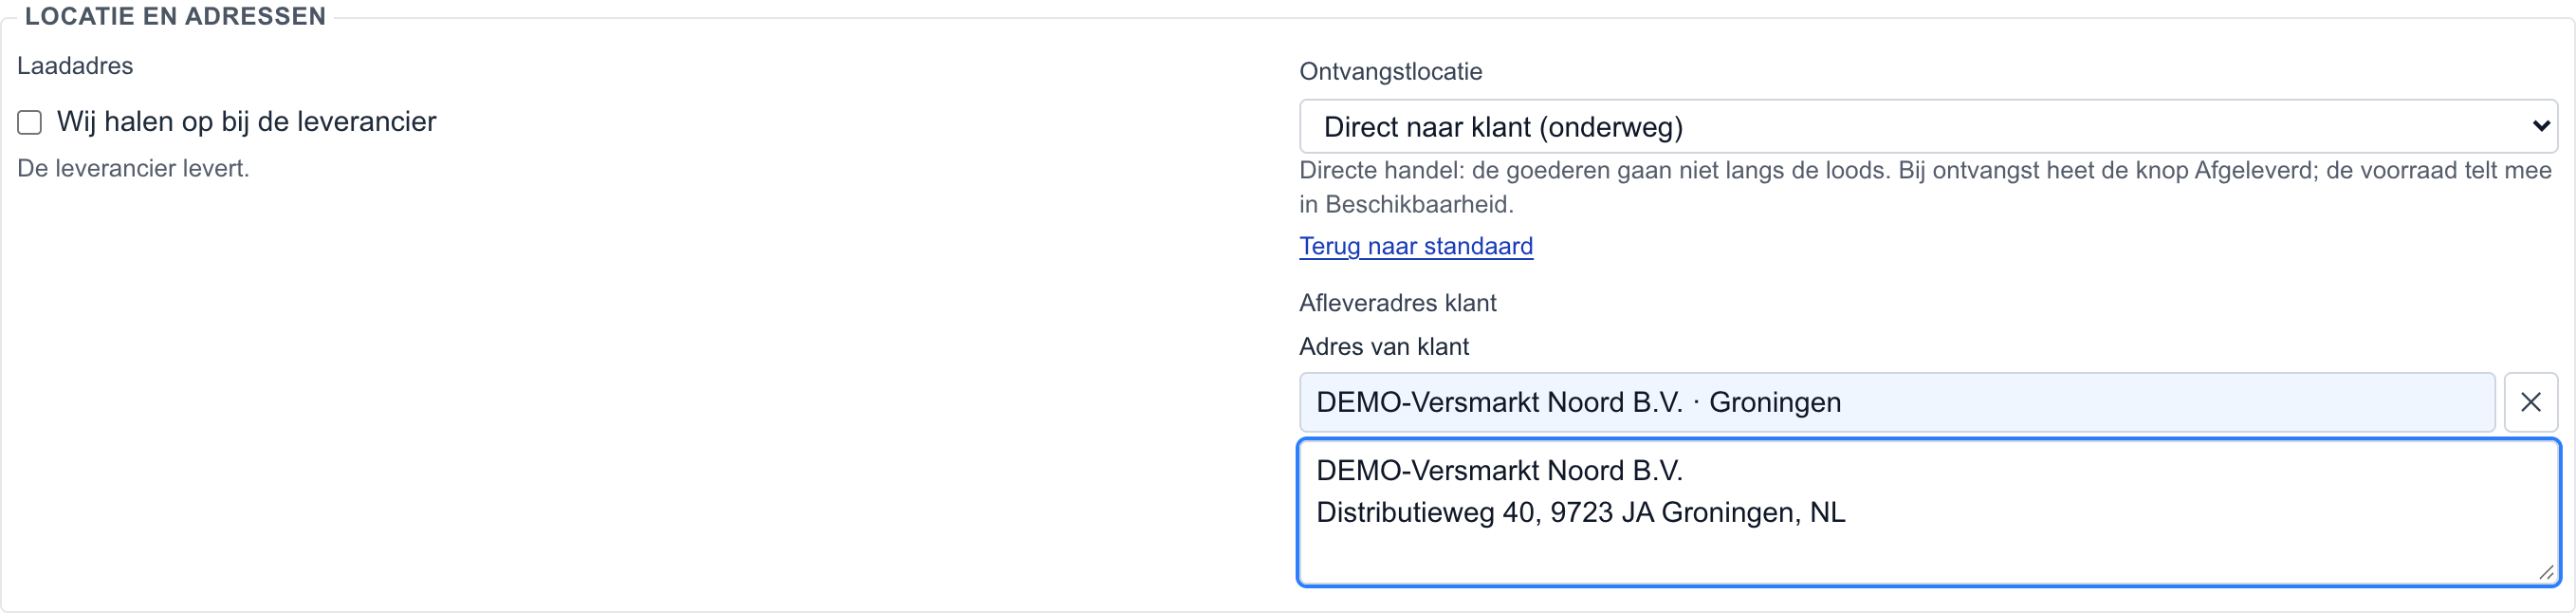 LOCATIE EN ADRESSEN
Laadadres
Wij halen op bij de leverancier
De leverancier levert.
Ontvangstlocatie
Direct naar klant (onderweg)
Directe handel: de goederen gaan niet langs de loods. Bij ontvangst heet de knop Afgeleverd; de voorraad telt mee
in Beschikbaarheid.
Terug naar standaard
Afleveradres klant
Adres van klant
DEMO-Versmarkt Noord B.V. · Groningen
DEMO-Versmarkt Noord B.V.
Distributieweg 40, 9723 JA Groningen, NL